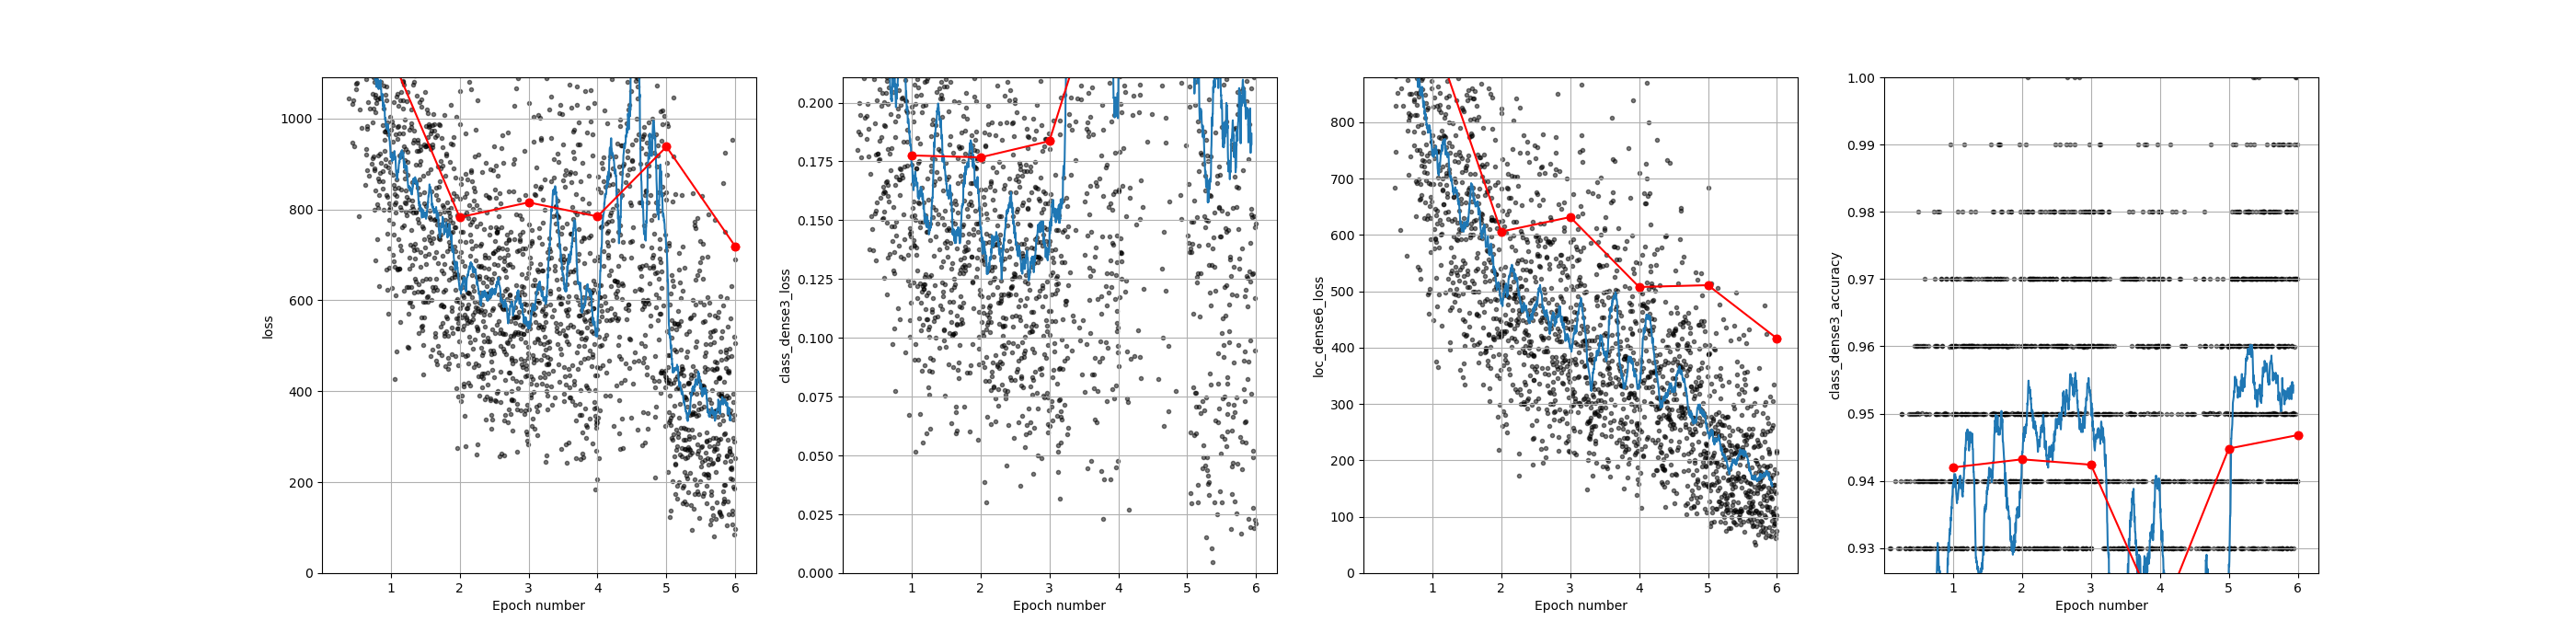 loss
1000
800
600
400
200
0
1 2 3 4 5 6
Epoch number
class_dense3_loss
0.200
0.175
0.150
0.125
0.100
0.075
0.050
0.025
0.000
1 2 3 4 5 6
Epoch number
loc_dense6_loss
800
700
600
500
400
300
200
100
0
1 2 3 4 5 6
Epoch number
class_dense3_accuracy
1.00
0.99
0.98
0.97
0.96
0.95
0.94
0.93
1 2 3 4 5 6
Epoch number